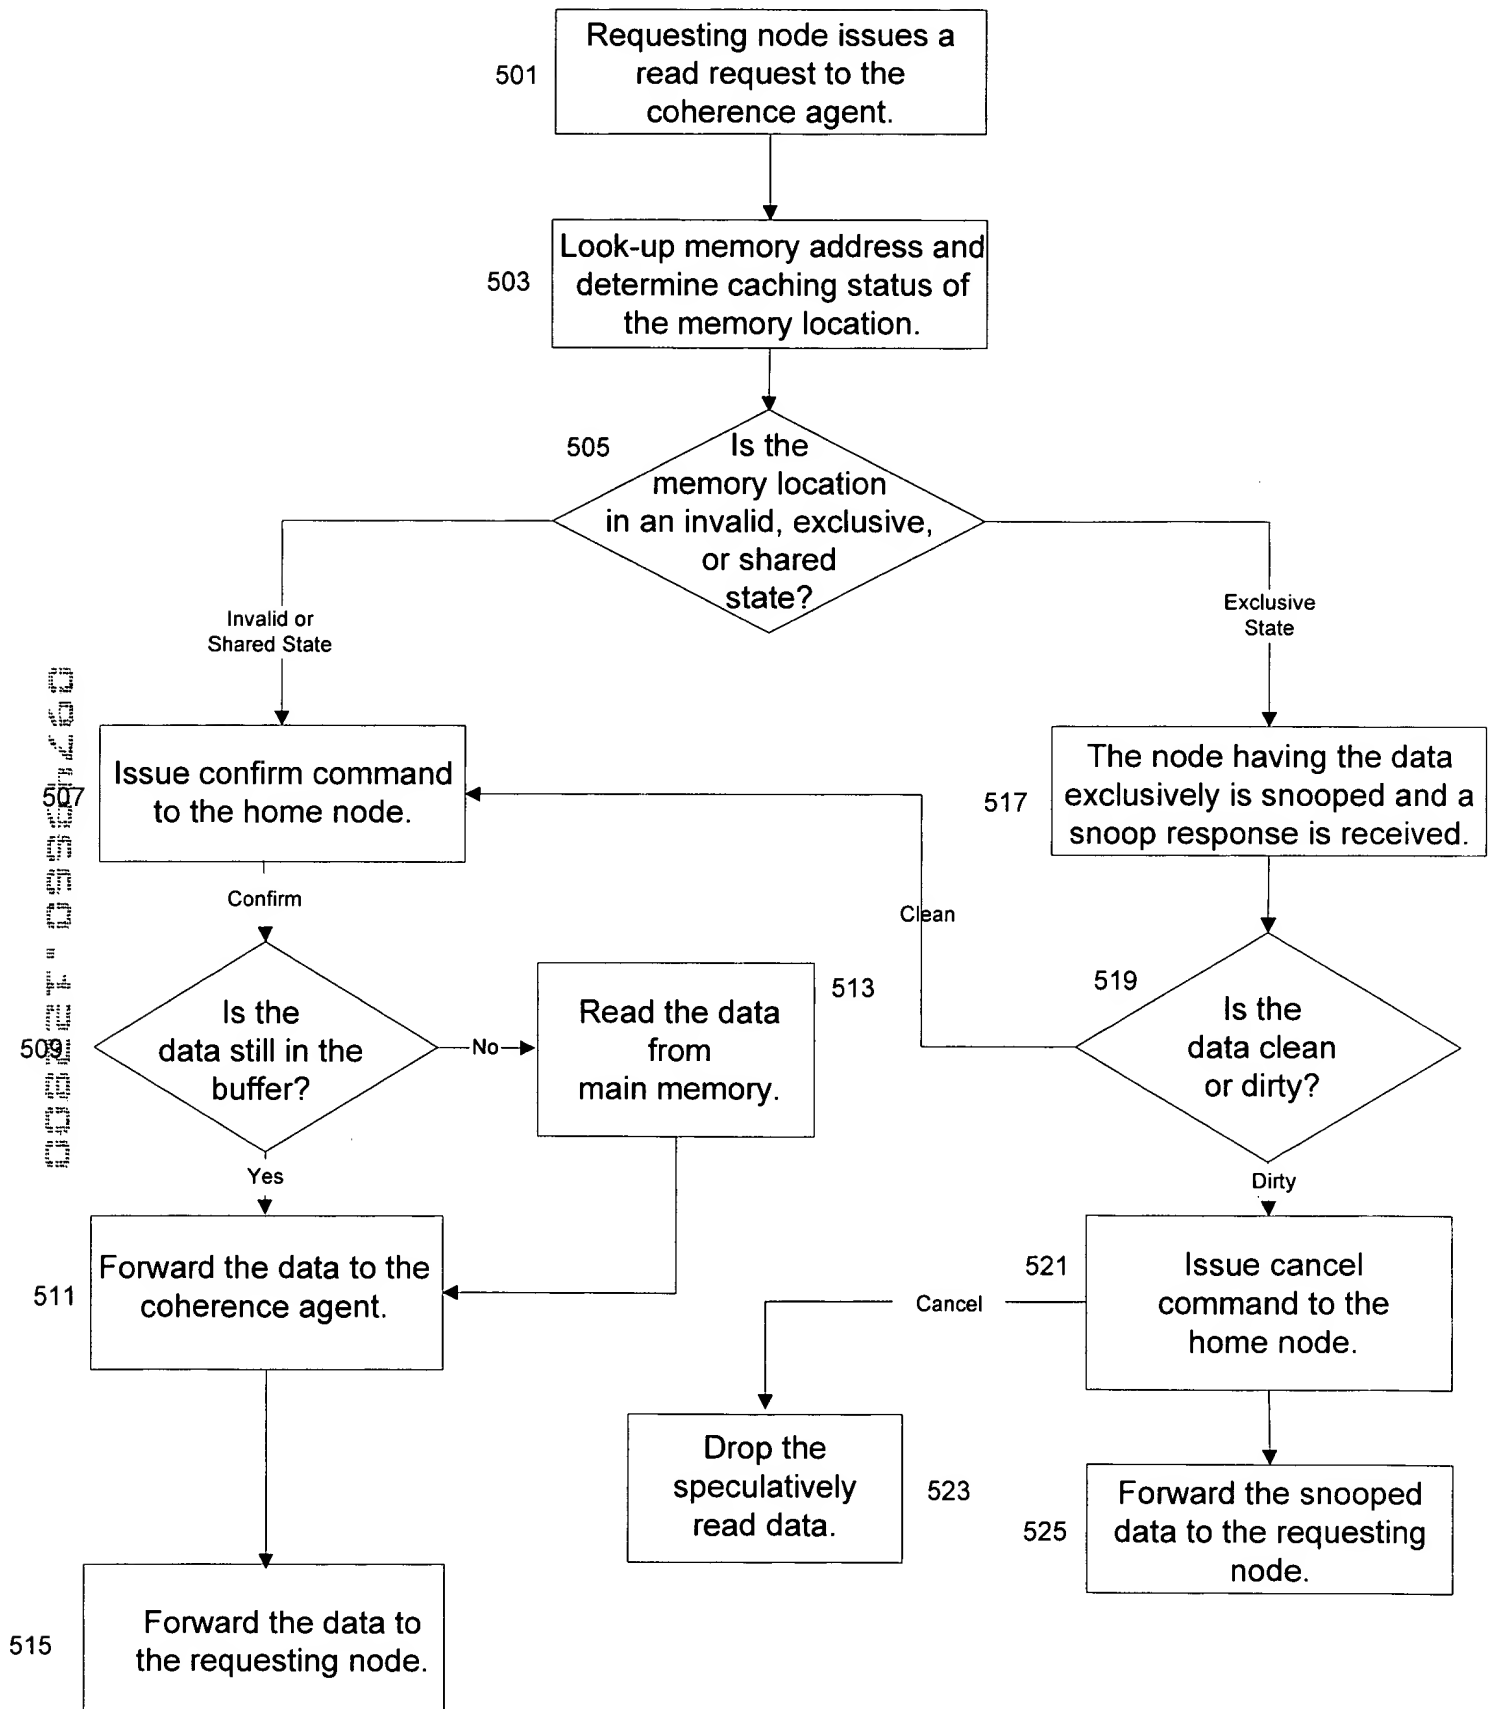 Requesting node issues a
501
read request to the
coherence agent.
Look-up memory address and
503
determine caching status of
the memory location.
505
Is the
memory location
in an invalid, exclusive,
or shared
state?
Invalid or
Shared State
Exclusive
State
507
Issue confirm command
to the home node.
517
The node having the data
exclusively is snooped and a
snoop response is received.
Confirm
Clean
509
Is the
data still in the
buffer?
No
Read the data
from
main memory.
513
519
Is the
data clean
or dirty?
Yes
Dirty
511
Forward the data to the
coherence agent.
521
Issue cancel
command to the
home node.
Cancel
Drop the
speculatively
read data.
523
525
Forward the snooped
data to the requesting
node.
515
Forward the data to
the requesting node.